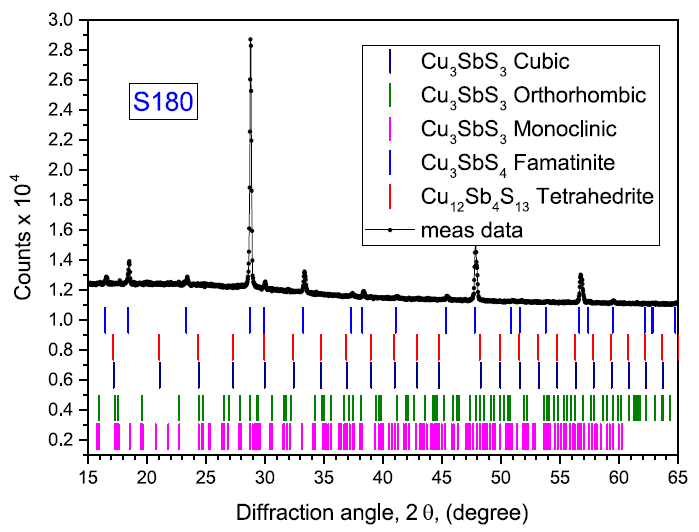 3.0
2.8
2.6
2.4
2.2
2.0
1.8
1.6
1.4
1.2
1.0
0.8
0.6
0.4
0.2
Counts x 10⁴
S180
Cu₃SbS₃ Cubic
Cu₃SbS₃ Orthorhombic
Cu₃SbS₃ Monoclinic
Cu₃SbS₄ Famatinite
Cu₁₂Sb₄S₁₃ Tetrahedrite
meas data
15 20 25 30 35 40 45 50 55 60 65
Diffraction angle, 2 θ, (degree)